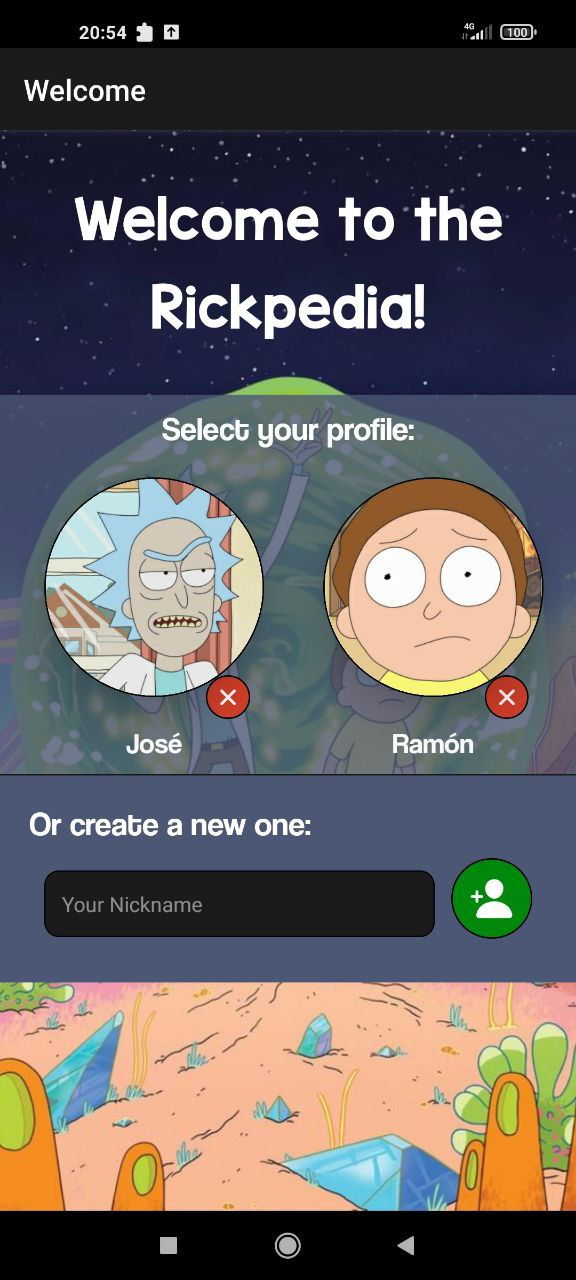 20:54
4G
100
Welcome
Welcome to the
Rickpedia!
Select your profile:
José
Ramón
Or create a new one:
Your Nickname